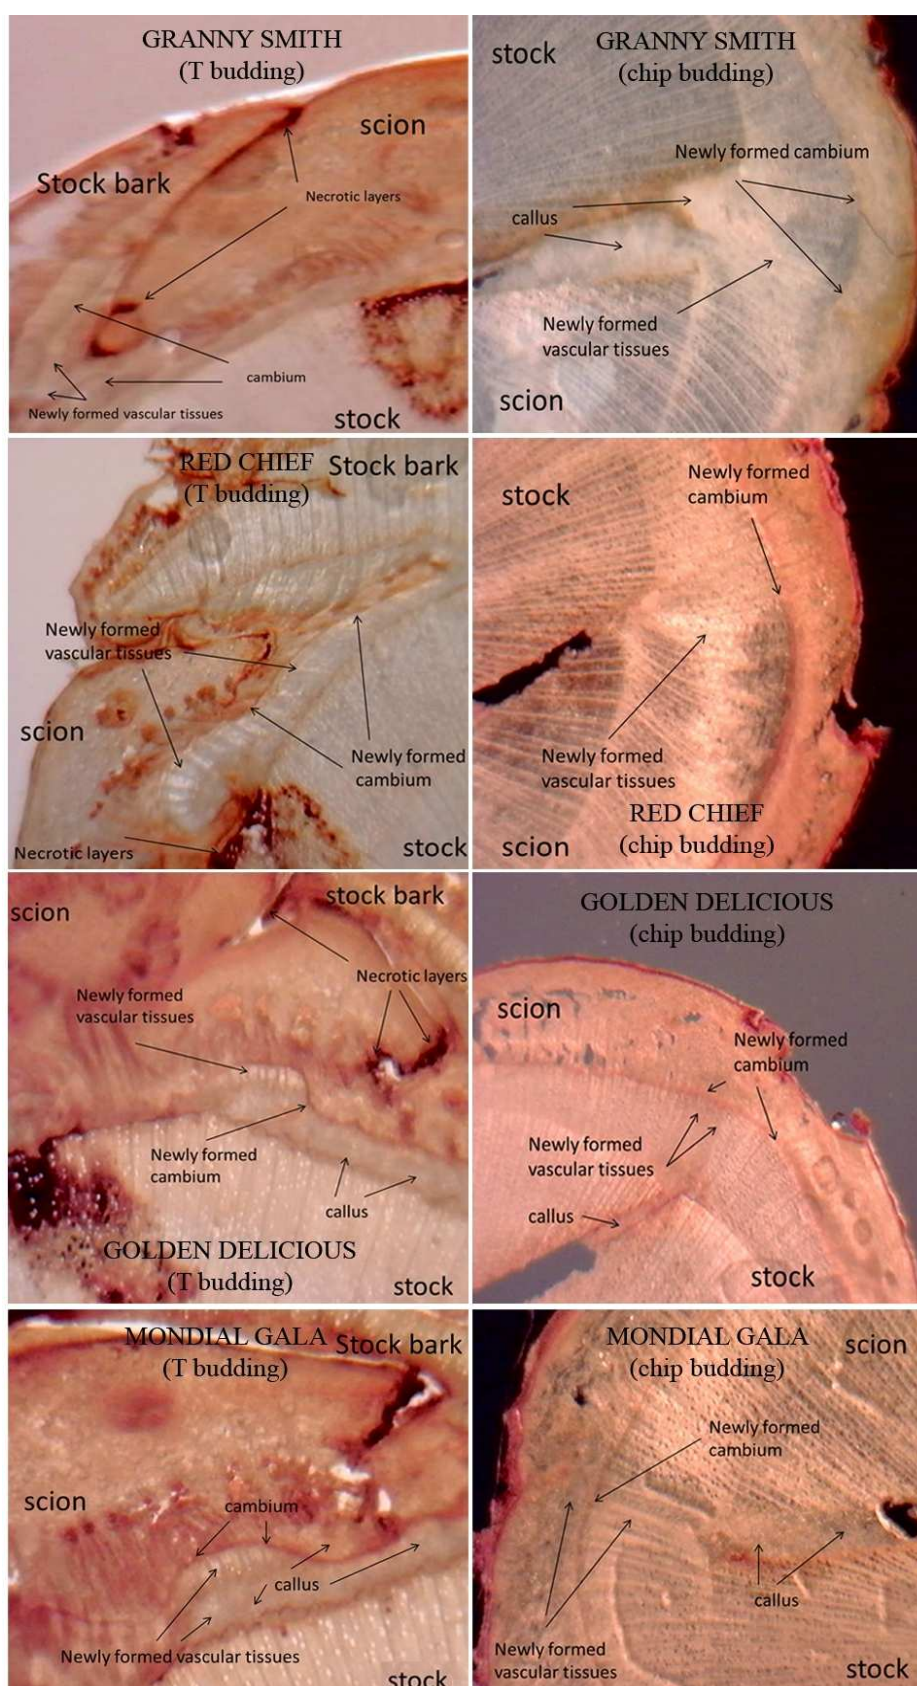 GRANNY SMITH
(T budding)
scion
Stock bark
Necrotic layers
cambium
Newly formed vascular tissues
stock
stock
GRANNY SMITH
(chip budding)
Newly formed cambium
callus
Newly formed
vascular tissues
scion
RED CHIEF
(T budding)
Stock bark
Newly formed
vascular tissues
scion
Newly formed
cambium
Necrotic layers
stock
stock
Newly formed
cambium
Newly formed
vascular tissues
RED CHIEF
(chip budding)
scion
scion
stock bark
Necrotic layers
Newly formed
vascular tissues
Newly formed
cambium
callus
GOLDEN DELICIOUS
(T budding)
stock
GOLDEN DELICIOUS
(chip budding)
scion
Newly formed
cambium
Newly formed
vascular tissues
callus
stock
MONDIAL GALA
(T budding)
Stock bark
scion
cambium
callus
Newly formed vascular tissues
stock
MONDIAL GALA
(chip budding)
scion
Newly formed
cambium
callus
Newly formed
vascular tissues
stock